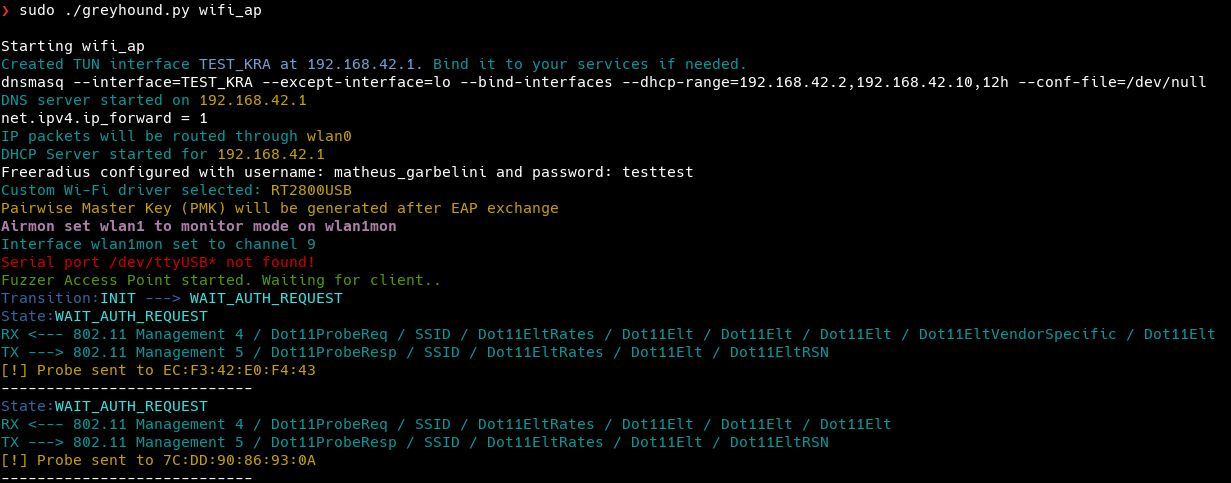 ❯ sudo ./greyhound.py wifi_ap
Starting wifi_ap
Created TUN interface TEST_KRA at 192.168.42.1. Bind it to your services if needed.
dnsmasq --interface=TEST_KRA --except-interface=lo --bind-interfaces --dhcp-range=192.168.42.2,192.168.42.10,12h --conf-file=/dev/null
DNS server started on 192.168.42.1
net.ipv4.ip_forward = 1
IP packets will be routed through wlan0
DHCP Server started for 192.168.42.1
Freeradius configured with username: matheus_garbelini and password: testtest
Custom Wi-Fi driver selected: RT2800USB
Pairwise Master Key (PMK) will be generated after EAP exchange
Airmon set wlan1 to monitor mode on wlan1mon
Interface wlan1mon set to channel 9
Serial port /dev/ttyUSB* not found!
Fuzzer Access Point started. Waiting for client..
Transition:INIT ---> WAIT_AUTH_REQUEST
State:WAIT_AUTH_REQUEST
RX <--- 802.11 Management 4 / Dot11ProbeReq / SSID / Dot11EltRates / Dot11Elt / Dot11Elt / Dot11Elt / Dot11EltVendorSpecific / Dot11Elt
TX ---> 802.11 Management 5 / Dot11ProbeResp / SSID / Dot11EltRates / Dot11Elt / Dot11EltRSN
[!] Probe sent to EC:F3:42:E0:F4:43
----------------------------
State:WAIT_AUTH_REQUEST
RX <--- 802.11 Management 4 / Dot11ProbeReq / SSID / Dot11EltRates / Dot11Elt / Dot11Elt / Dot11Elt
TX ---> 802.11 Management 5 / Dot11ProbeResp / SSID / Dot11EltRates / Dot11Elt / Dot11EltRSN
[!] Probe sent to 7C:DD:90:86:93:0A
----------------------------